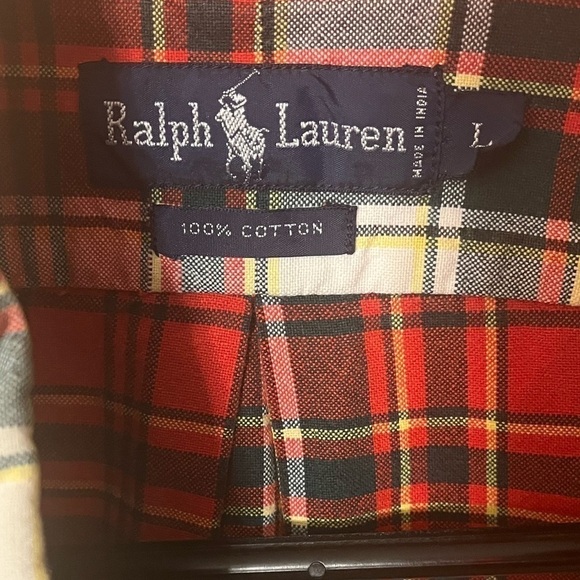 Ralph Lauren
MADE IN INDIA
L
100% COTTON